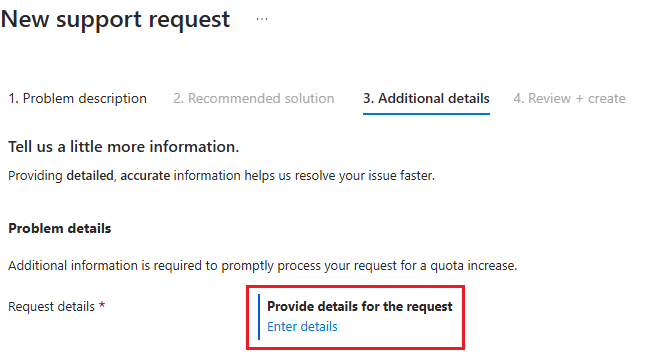 New support request ...
1. Problem description 2. Recommended solution 3. Additional details 4. Review + create
Tell us a little more information.
Providing detailed, accurate information helps us resolve your issue faster.
Problem details
Additional information is required to promptly process your request for a quota increase.
Request details * Provide details for the request
Enter details